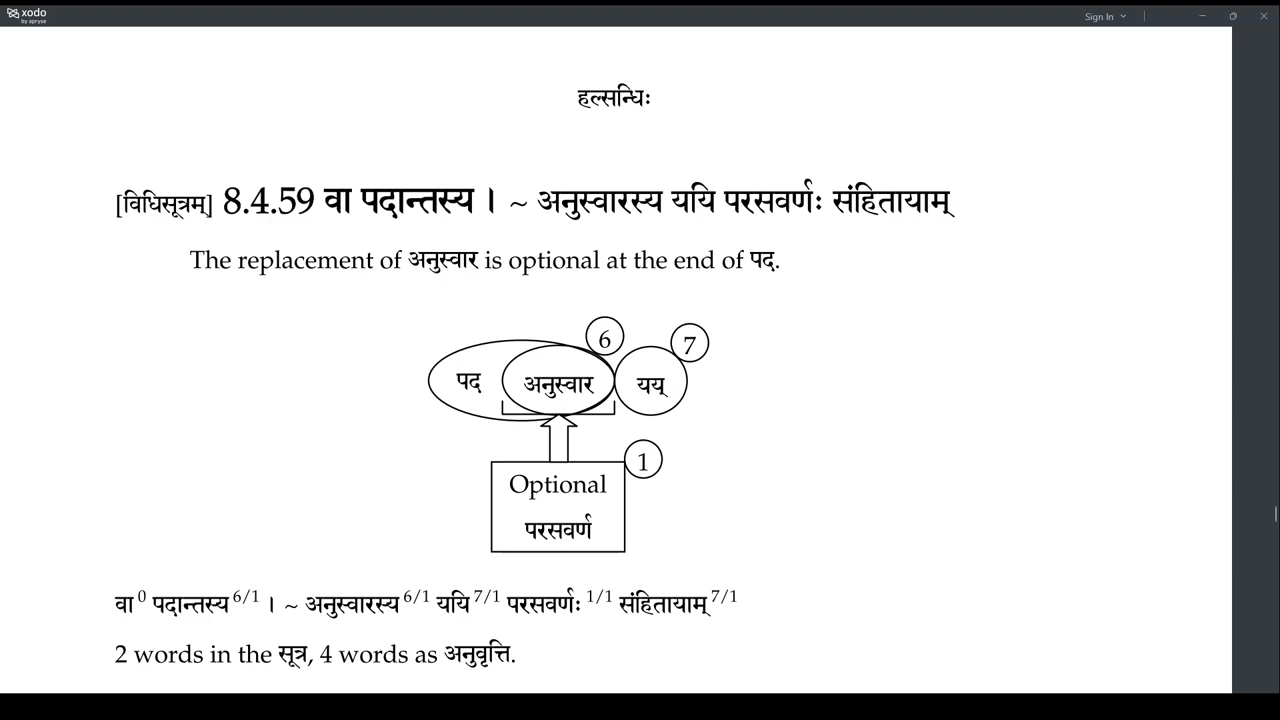 xodo
by apryse
Sign In
हल्सन्धिः
[विधिसूत्रम्] 8.4.59 वा पदान्तस्य । ~ अनुस्वारस्य ययि परसवर्णः संहितायाम्
The replacement of अनुस्वार is optional at the end of पद.
6
7
पद अनुस्वार यय्
1
Optional
परसवर्ण
वा 0 पदान्तस्य 6/1 । ~ अनुस्वारस्य 6/1 ययि 7/1 परसवर्णः 1/1 संहितायाम् 7/1
2 words in the सूत्र, 4 words as अनुवृत्ति.